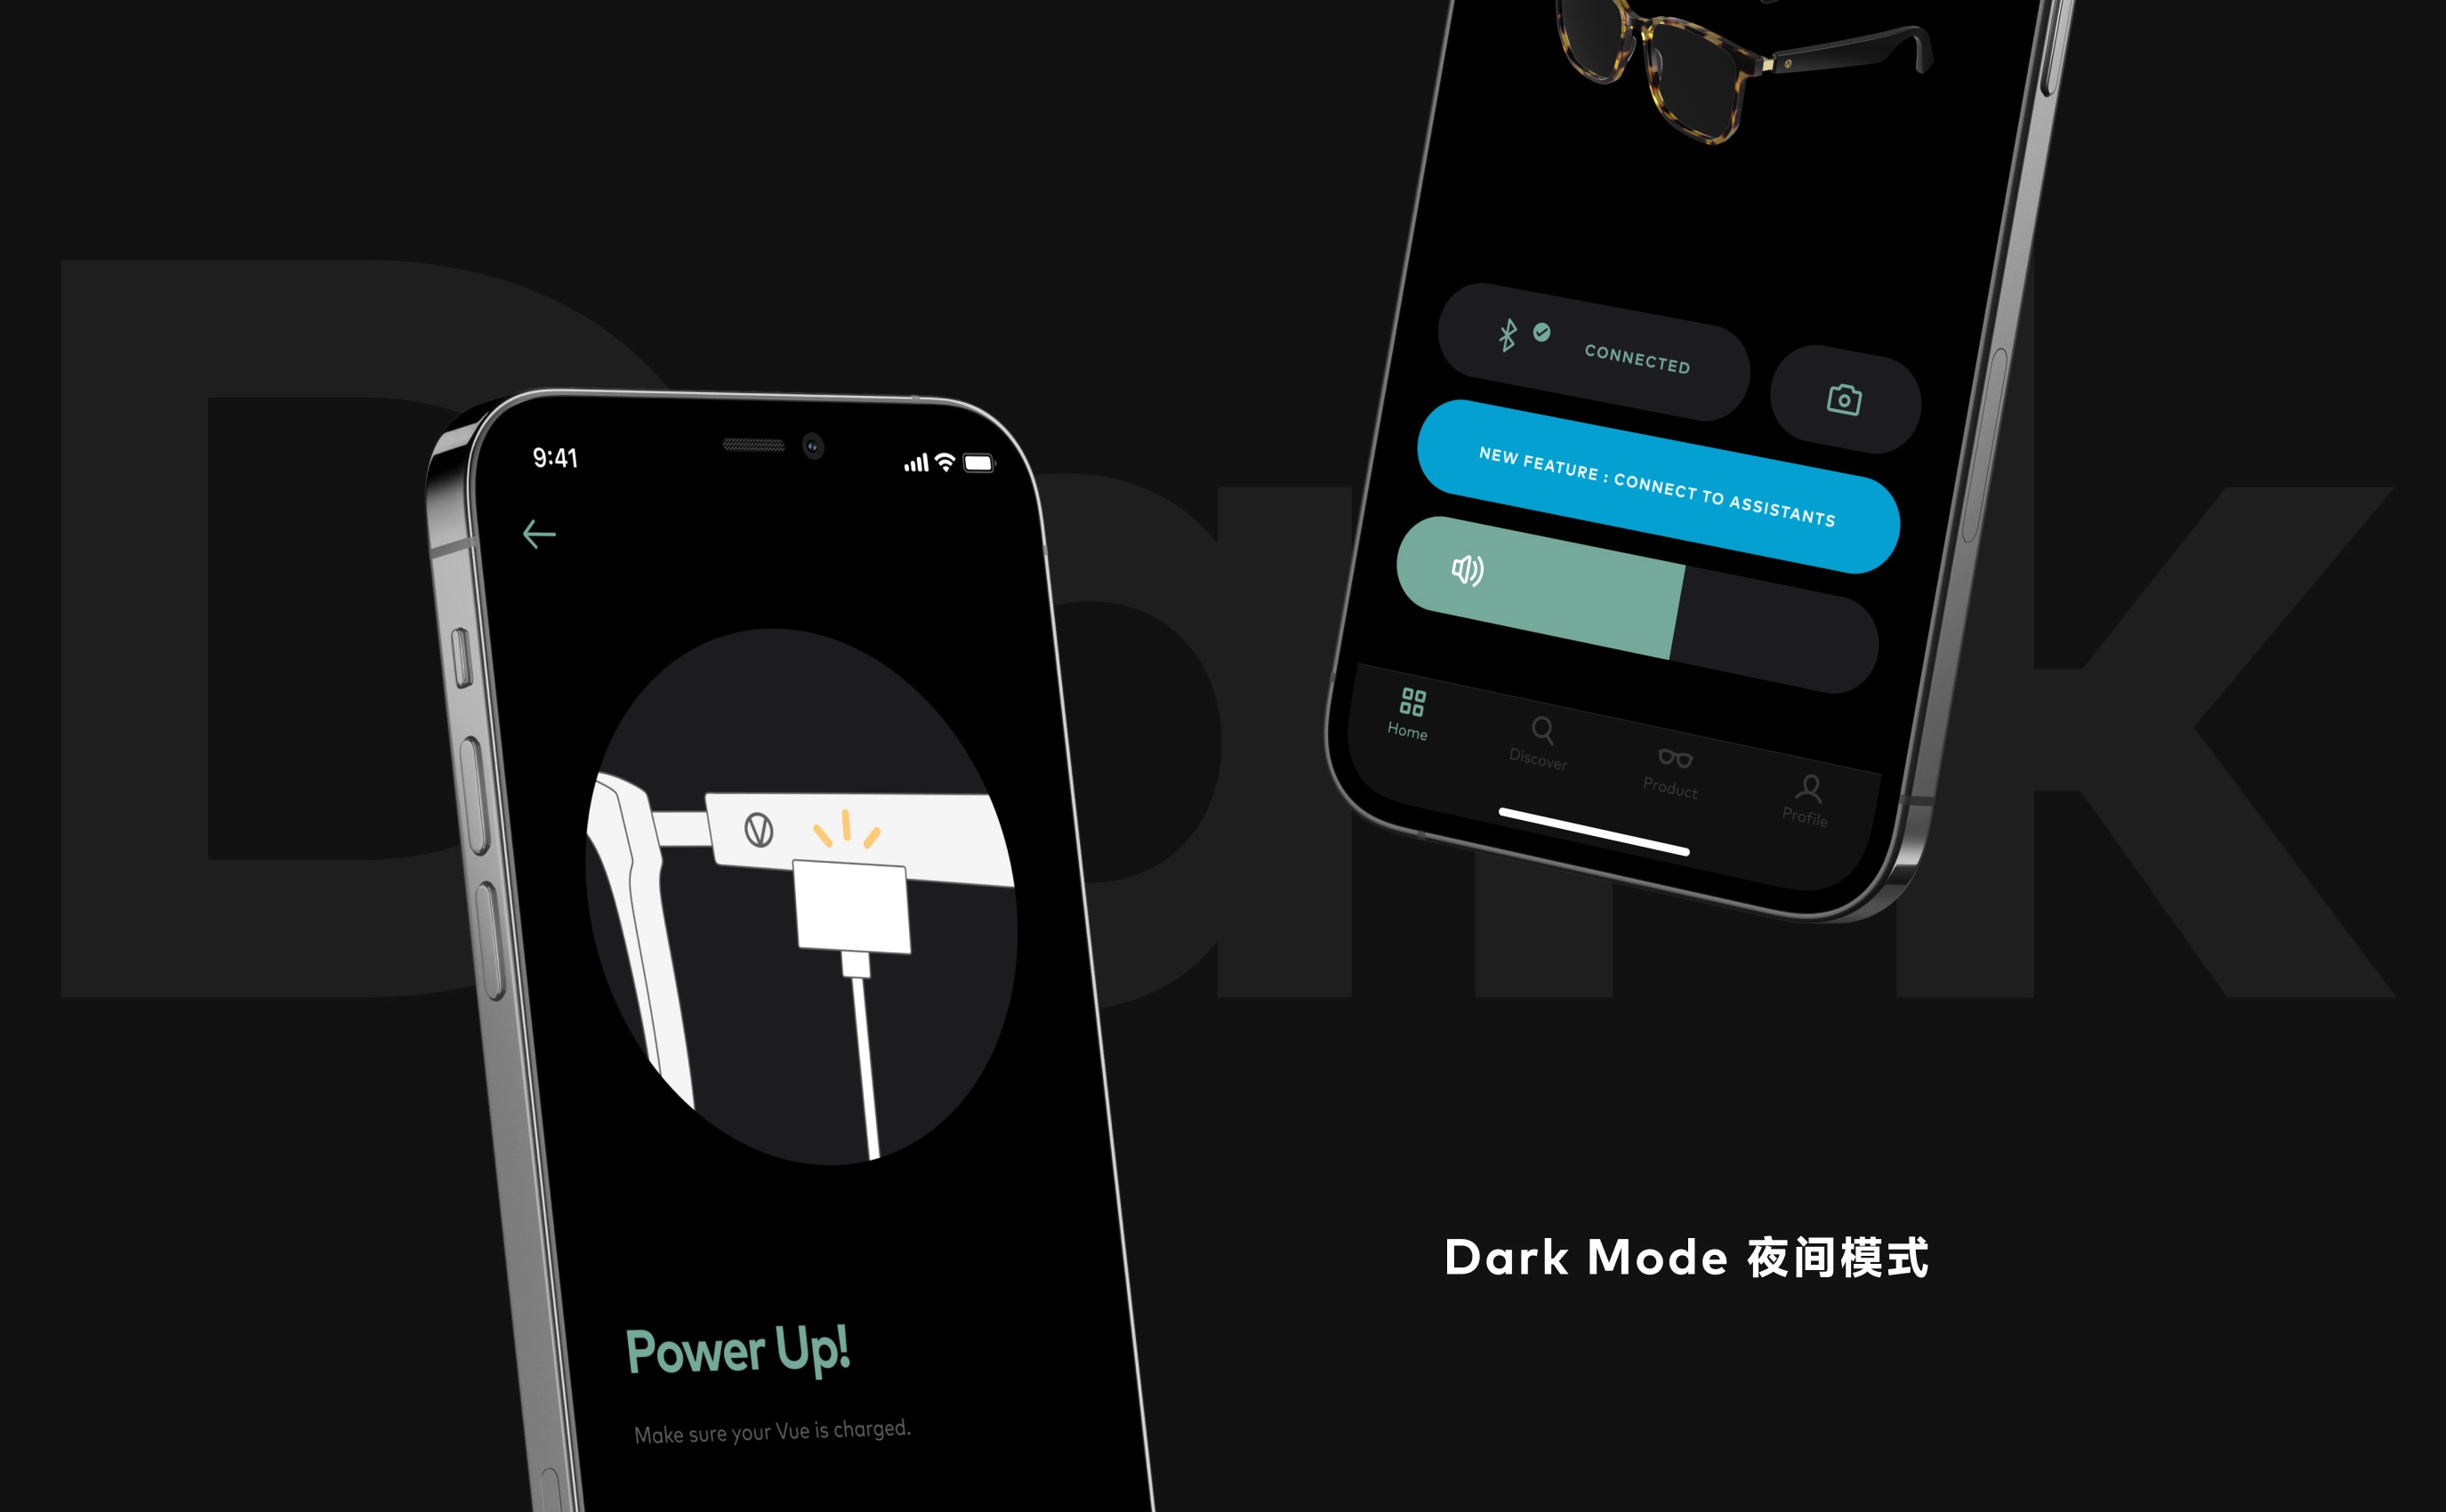 Dark
9:41
Power Up!
Make sure your Vue is charged.
CONNECTED
NEW FEATURE : CONNECT TO ASSISTANTS
Home
Discover
Product
Profile
Dark Mode 夜间模式